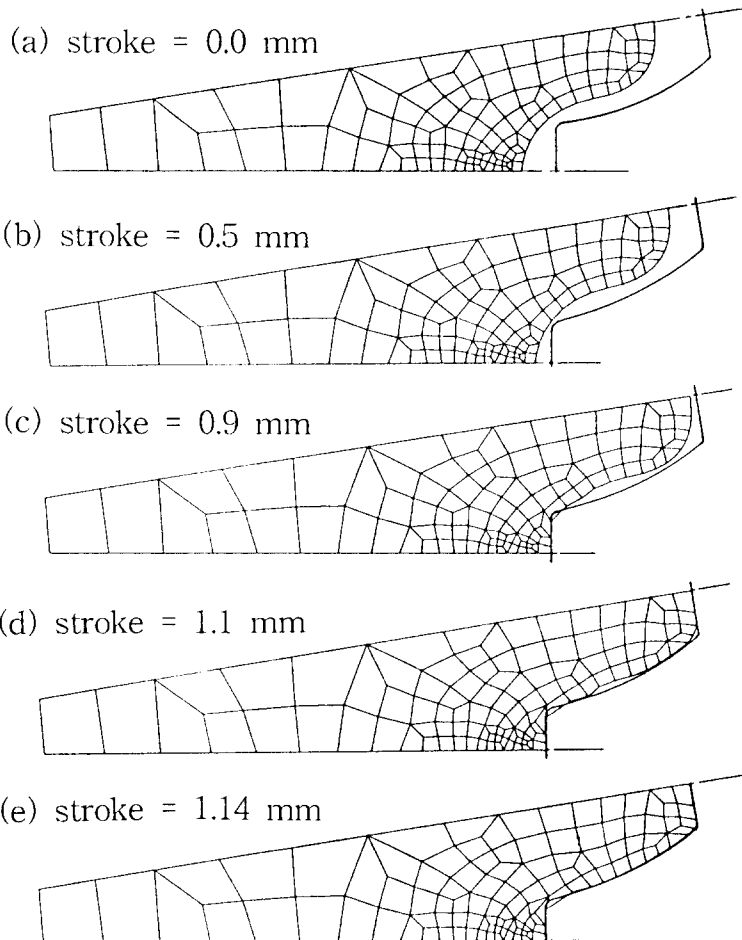 (a) stroke = 0.0 mm
(b) stroke = 0.5 mm
(c) stroke = 0.9 mm
(d) stroke = 1.1 mm
(e) stroke = 1.14 mm